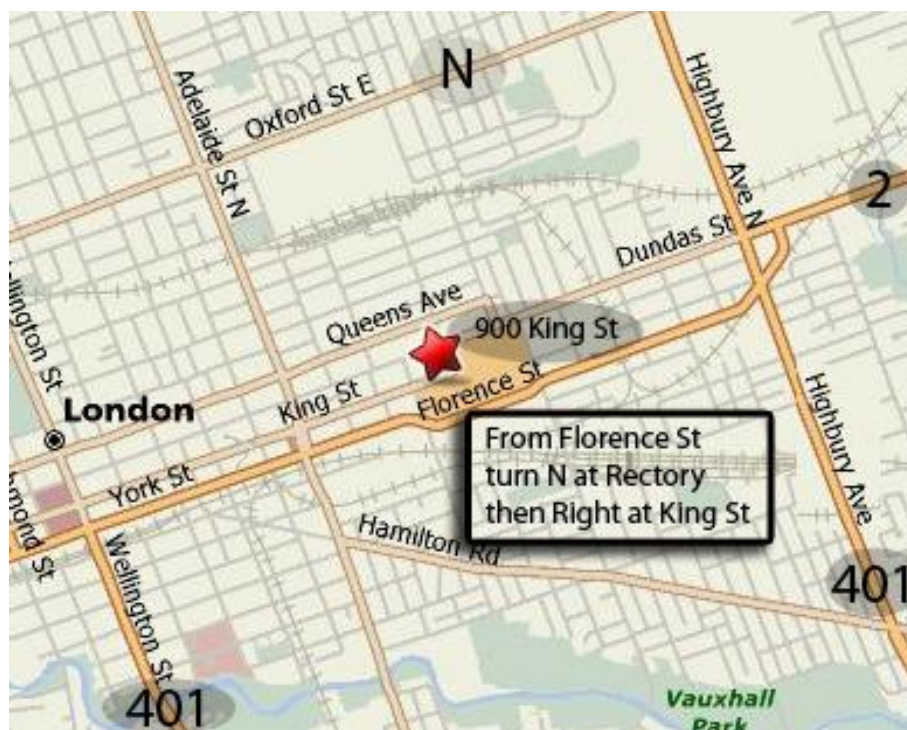 N
Oxford St E
Adelaide St N
Highbury Ave N
2
Dundas St
Queens Ave
900 King St
ellington St
London
King St
Florence St
From Florence St
turn N at Rectory
then Right at King St
York St
Highbury Ave
mond St
Hamilton Rd
Wellington St
401
401
Vauxhall
Park